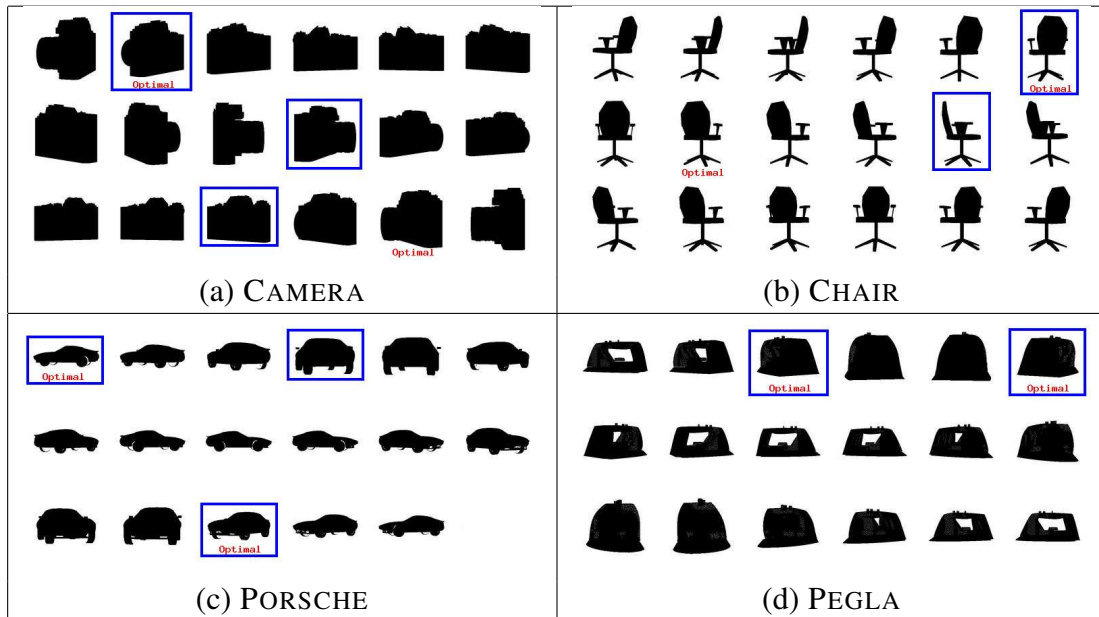 Optimal
Optimal
Optimal
Optimal
(a) CAMERA
(b) CHAIR
Optimal
Optimal
Optimal
Optimal
(c) PORSCHE
(d) PEGLA